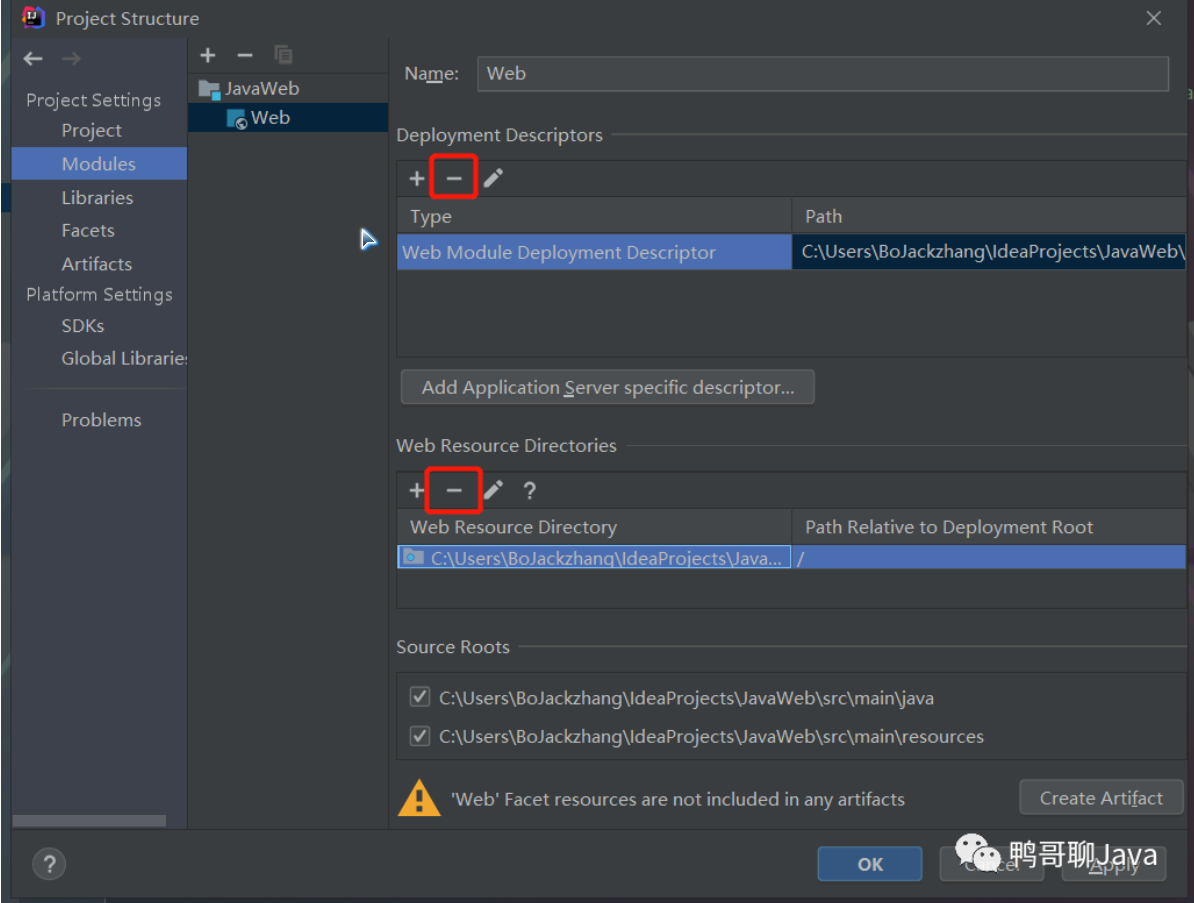 Project Structure
Project Settings
Project
Modules
Libraries
Facets
Artifacts
Platform Settings
SDKs
Global Libraries
Problems
JavaWeb
Web
Name: Web
Deployment Descriptors
Type Path
Web Module Deployment Descriptor C:\Users\BoJackzhang\IdeaProjects\JavaWeb\
Add Application Server specific descriptor...
Web Resource Directories
?
Web Resource Directory Path Relative to Deployment Root
C:\Users\BoJackzhang\IdeaProjects\Java... /
Source Roots
C:\Users\BoJackzhang\IdeaProjects\JavaWeb\src\main\java
C:\Users\BoJackzhang\IdeaProjects\JavaWeb\src\main\resources
'Web' Facet resources are not included in any artifacts
Create Artifact
?
OK Cancel Apply
鸭哥聊Java